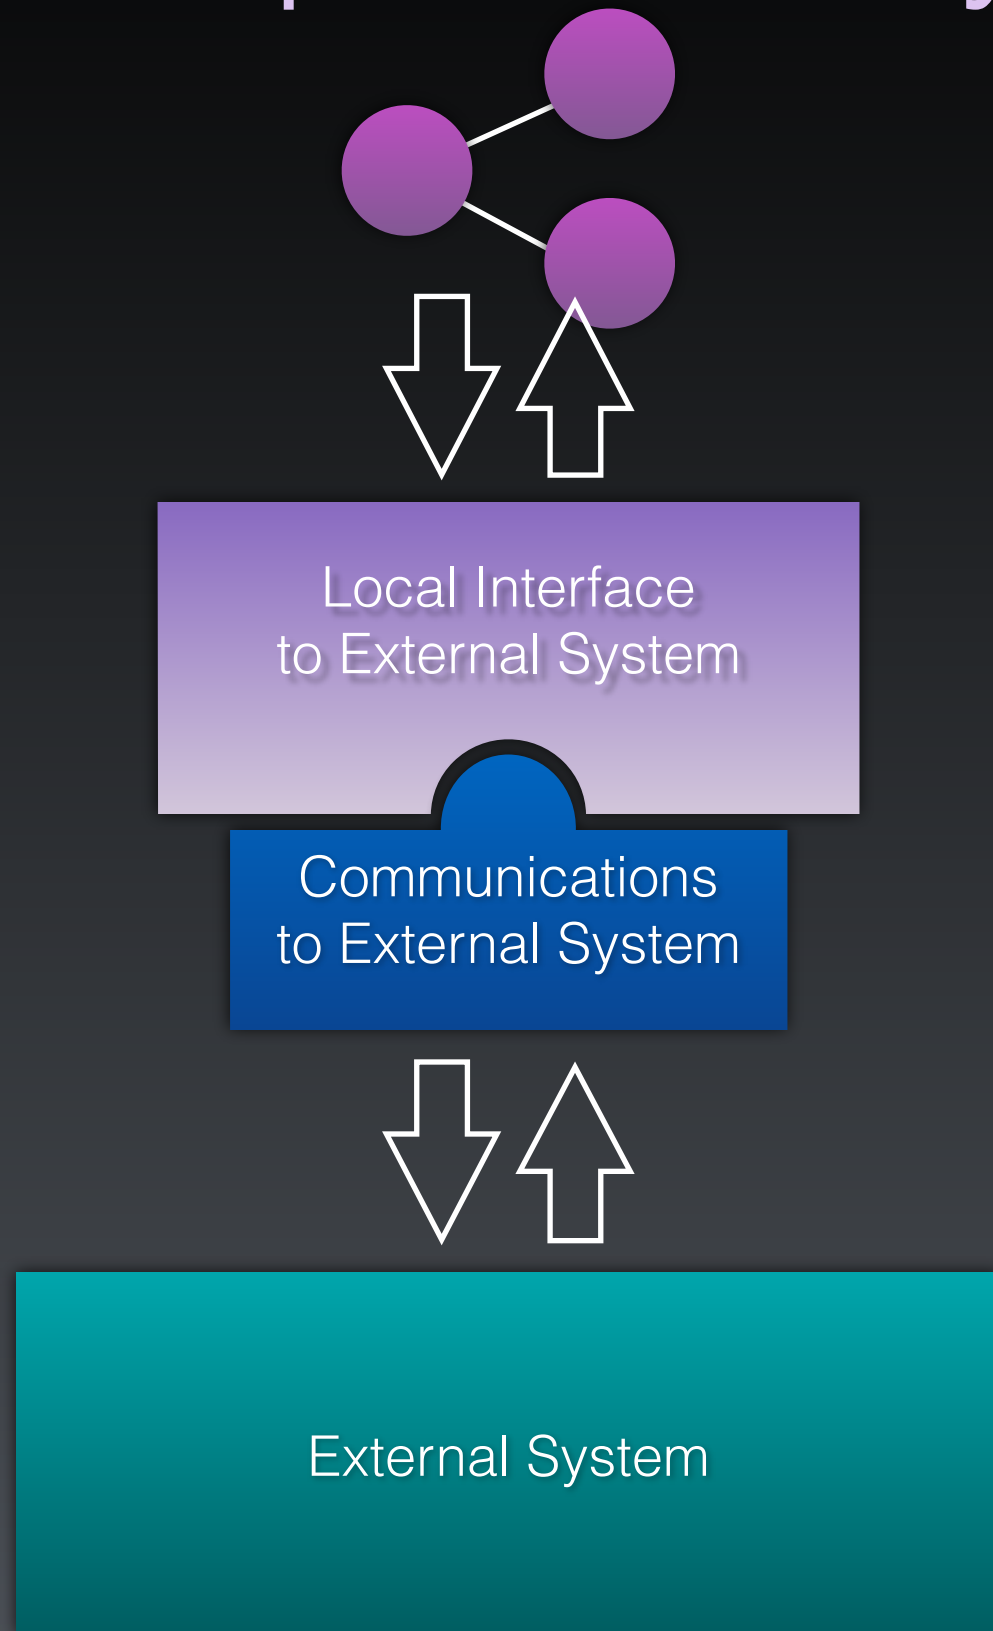 Local Interface
to External System
Communications
to External System
External System